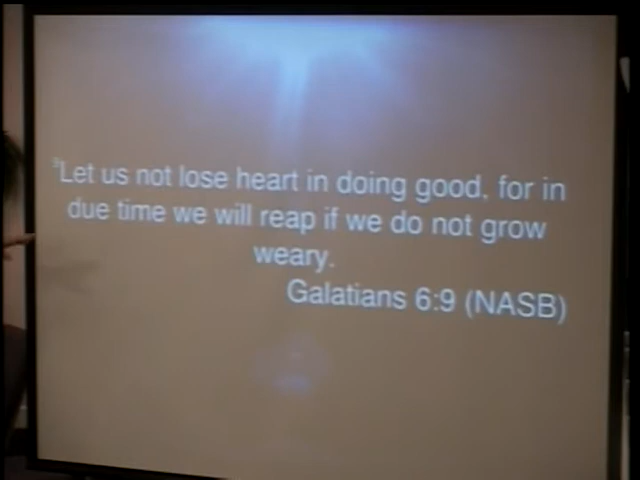 ⁹Let us not lose heart in doing good, for in
due time we will reap if we do not grow
weary.
Galatians 6:9 (NASB)